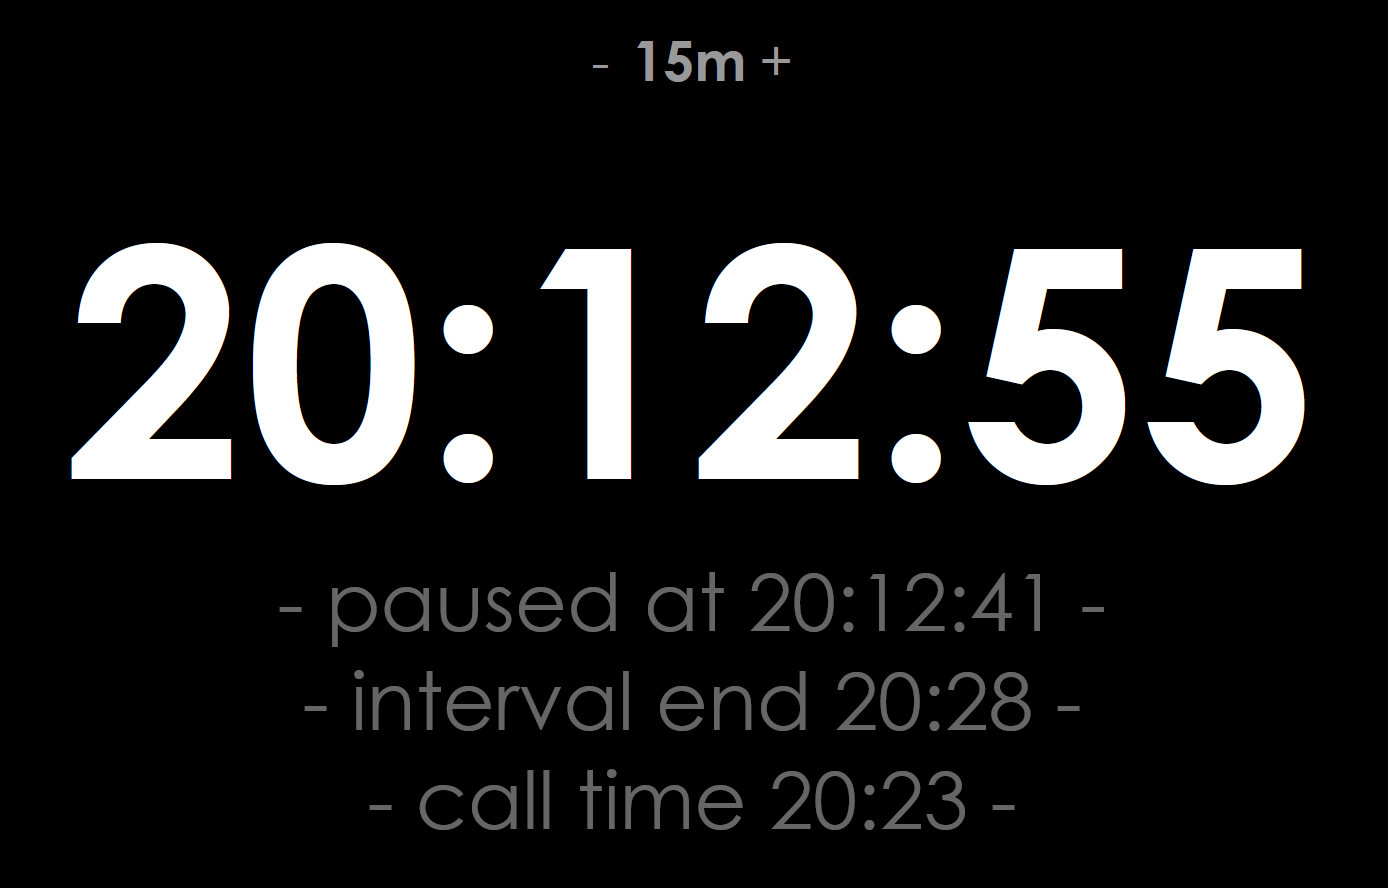 - 15m +
20:12:55
- paused at 20:12:41 -
- interval end 20:28 -
- call time 20:23 -